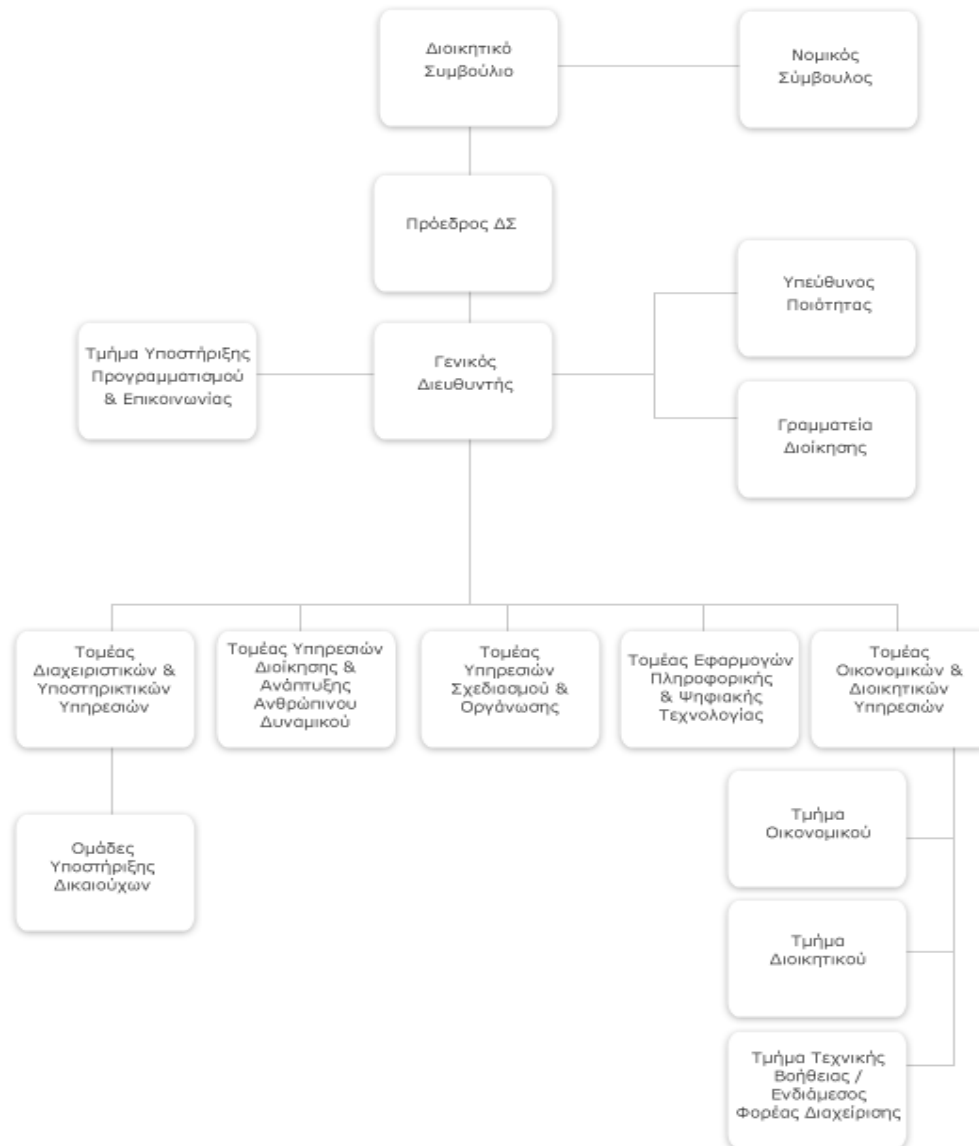 Διοικητικό
Συμβούλιο
Νομικός
Σύμβουλος
Πρόεδρος ΔΣ
Υπεύθυνος
Ποιότητας
Τμήμα Υποστήριξης
Προγραμματισμού
& Επικοινωνίας
Γενικός
Διευθυντής
Γραμματεία
Διοίκησης
Τομέας
Διαχειριστικών &
Υποστηρικτικών
Υπηρεσιών
Τομέας Υπηρεσιών
Διοίκησης &
Ανάπτυξης
Ανθρώπινου
Δυναμικού
Τομέας
Υπηρεσιών
Σχεδιασμού &
Οργάνωσης
Τομέας Εφαρμογών
Πληροφορικής
& Ψηφιακής
Τεχνολογίας
Τομέας
Οικονομικών &
Διοικητικών
Υπηρεσιών
Ομάδες
Υποστήριξης
Δικαιούχων
Τμήμα
Οικονομικού
Τμήμα
Διοικητικού
Τμήμα Τεχνικής
Βοήθειας /
Ενδιάμεσος
Φορέας Διαχείρισης